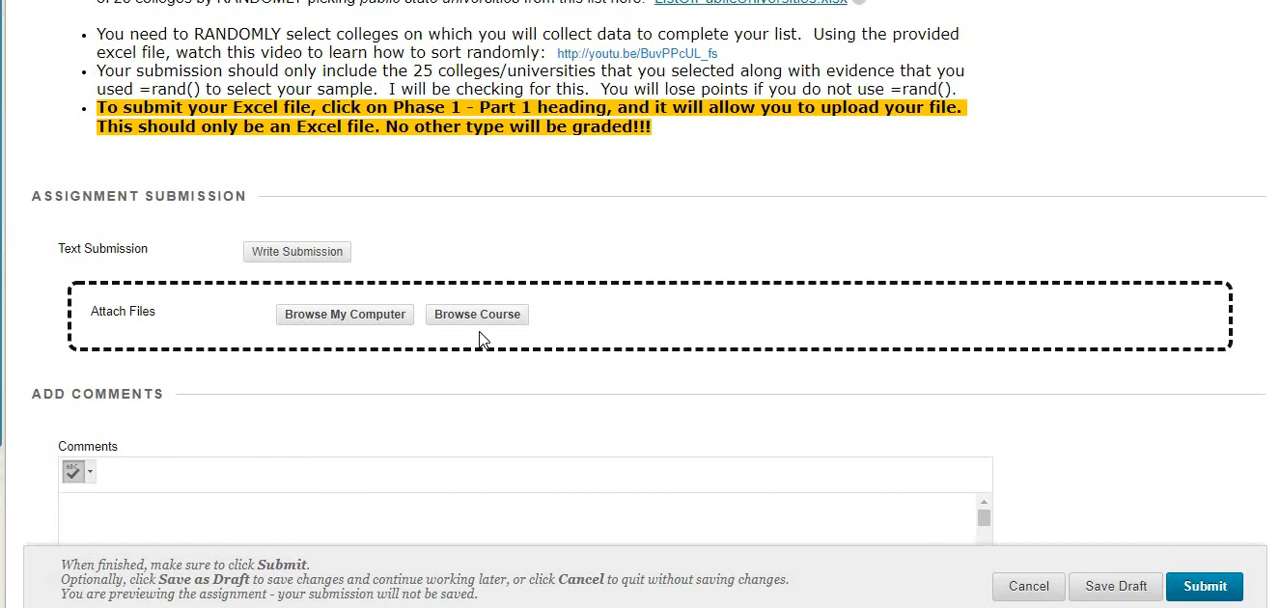 of 26 colleges by RANDOMLY picking public state universities from this list here: ListOfPublicUniversities.xlsx
You need to RANDOMLY select colleges on which you will collect data to complete your list. Using the provided
excel file, watch this video to learn how to sort randomly: http://youtu.be/BuvPPcUL_fs
Your submission should only include the 25 colleges/universities that you selected along with evidence that you
used =rand() to select your sample. I will be checking for this. You will lose points if you do not use =rand().
To submit your Excel file, click on Phase 1 - Part 1 heading, and it will allow you to upload your file.
This should only be an Excel file. No other type will be graded!!!
ASSIGNMENT SUBMISSION
Text Submission Write Submission
Attach Files Browse My Computer Browse Course
ADD COMMENTS
Comments
ABC
When finished, make sure to click Submit.
Optionally, click Save as Draft to save changes and continue working later, or click Cancel to quit without saving changes.
You are previewing the assignment - your submission will not be saved.
Cancel Save Draft Submit